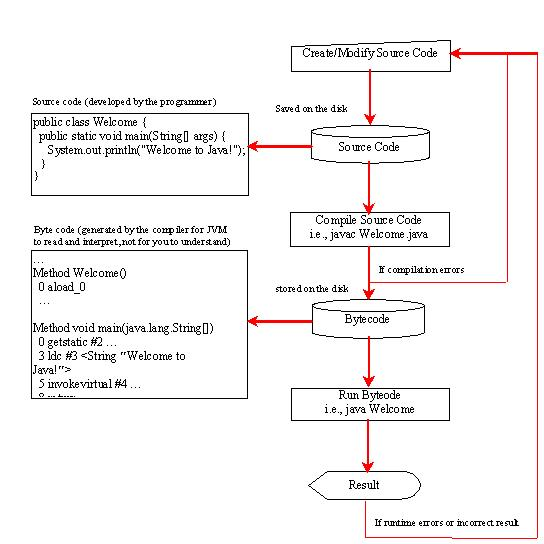 Create/Modify Source Code
Source code (developed by the programmer)
Saved on the disk
public class Welcome {
public static void main(String[] args) {
System.out.println("Welcome to Java!");
}
}
Source Code
Byte code (generated by the compiler for JVM
to read and interpret, not for you to understand)
Compile Source Code
i.e., javac Welcome.java
If compilation errors
stored on the disk
…
Method Welcome()
0 aload_0
…
Method void main(java.lang.String[])
0 getstatic #2 …
3 ldc #3 <String "Welcome to
Java!">
5 invokevirtual #4 …
Bytecode
Run Byteode
i.e., java Welcome
Result
If runtime errors or incorrect result